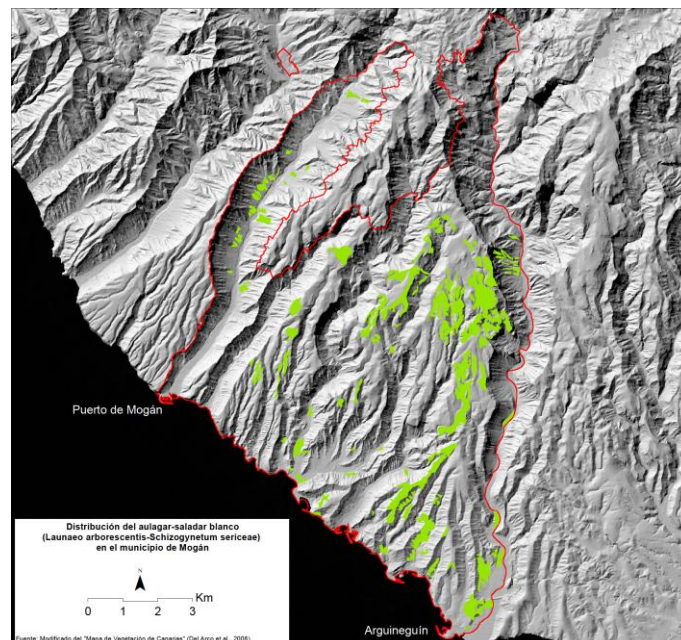 Puerto de Mogán
Distribución del aulagar-saladar blanco
(Launaeo arborescentis-Schizogynetum sericeae)
en el municipio de Mogán
N
Km
0 1 2 3
Fuente: Modificado del "Mapa de Vegetación de Canarias" (Del Arco et al., 2006)
Arguineguín